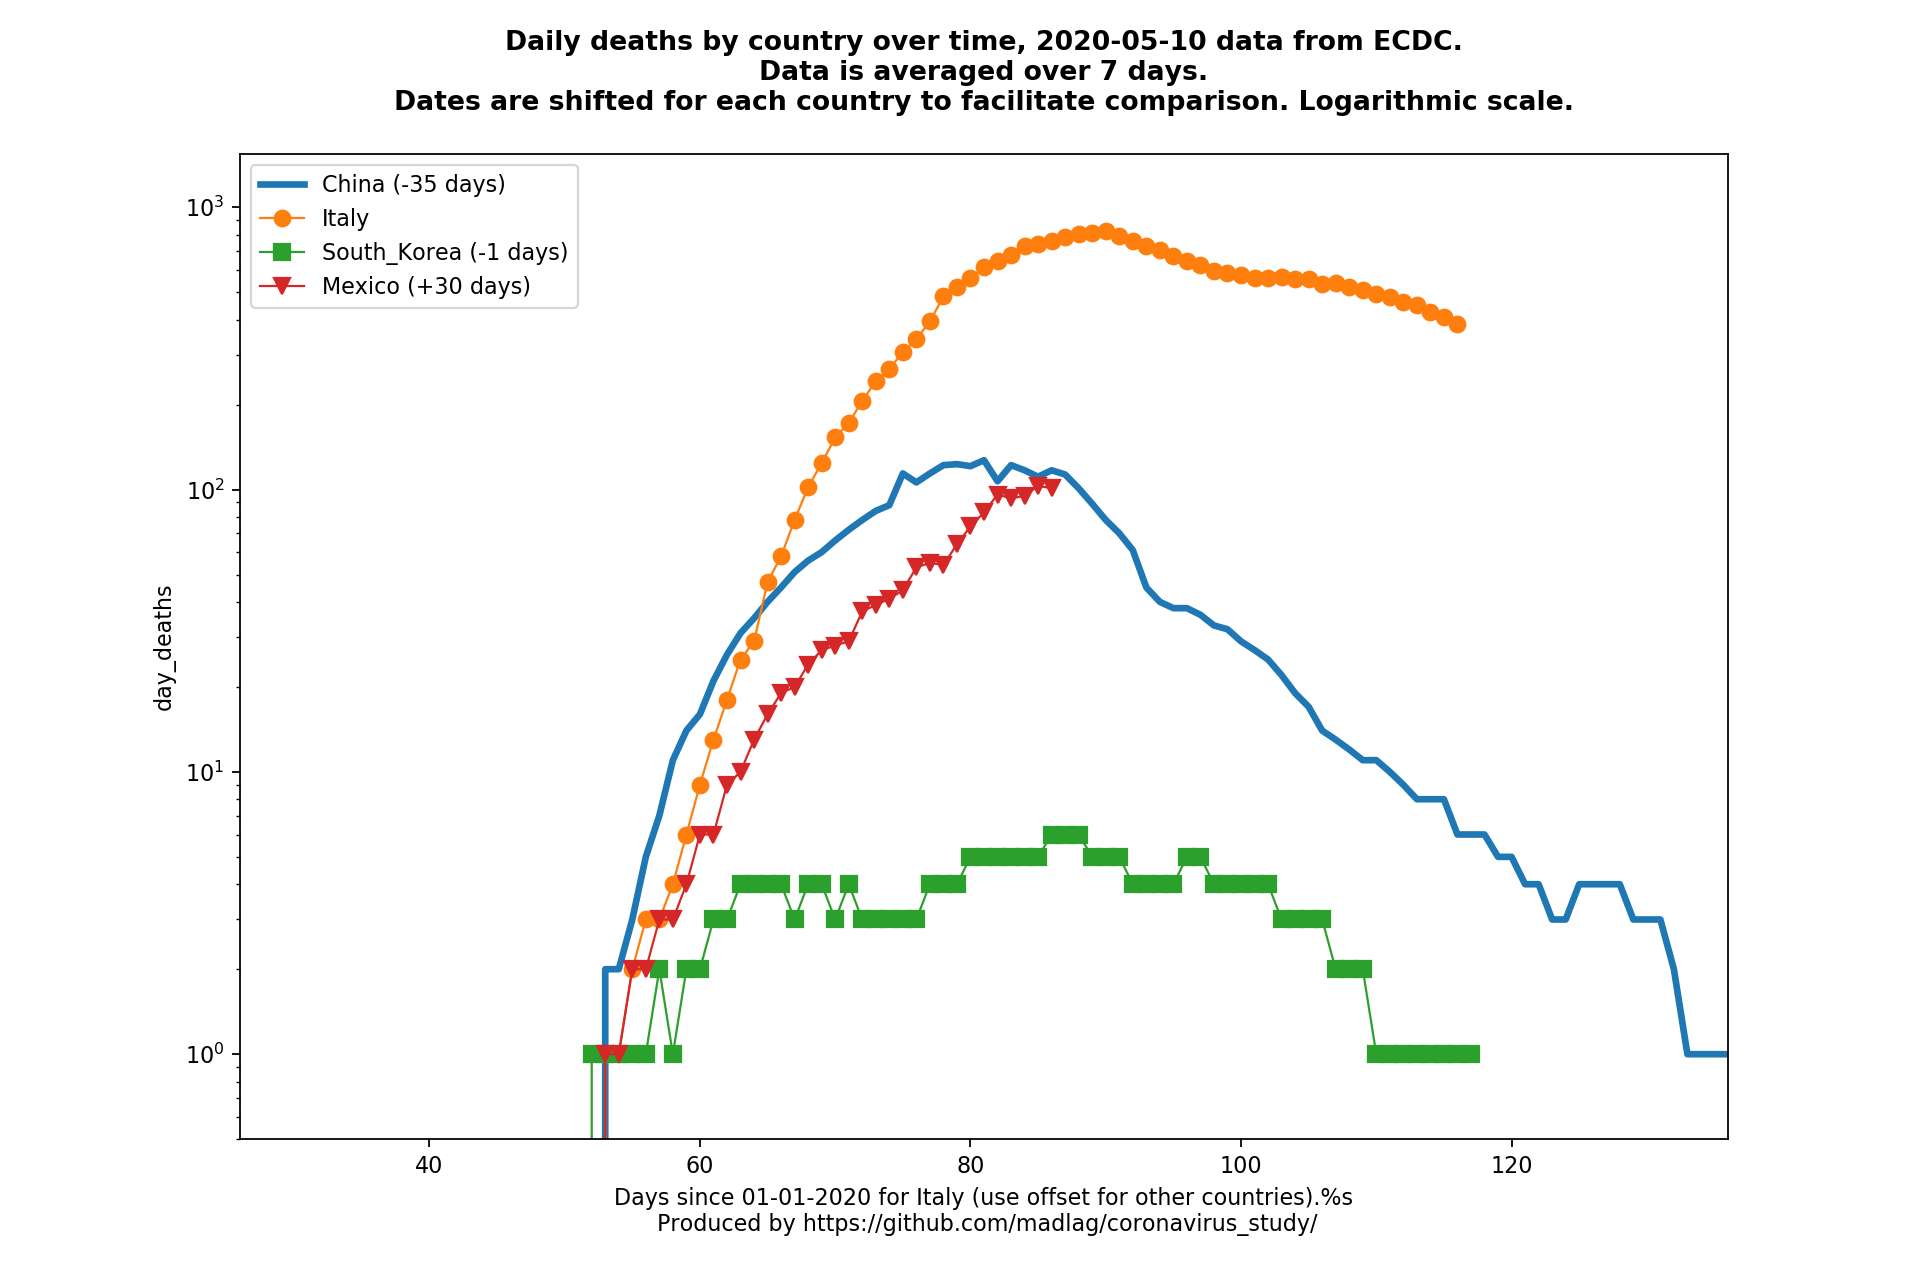 Daily deaths by country over time, 2020-05-10 data from ECDC.
Data is averaged over 7 days.
Dates are shifted for each country to facilitate comparison. Logarithmic scale.
China (-35 days)
Italy
South_Korea (-1 days)
Mexico (+30 days)
10³
10²
10¹
10⁰
day_deaths
40 60 80 100 120
Days since 01-01-2020 for Italy (use offset for other countries).%s
Produced by https://github.com/madlag/coronavirus_study/